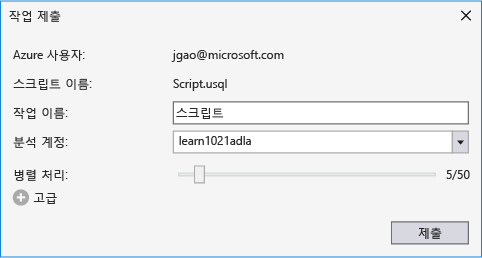 작업 제출
Azure 사용자: jgao@microsoft.com
스크립트 이름: Script.usql
작업 이름: 스크립트
분석 계정: learn1021adla
병렬 처리: 5/50
고급
제출